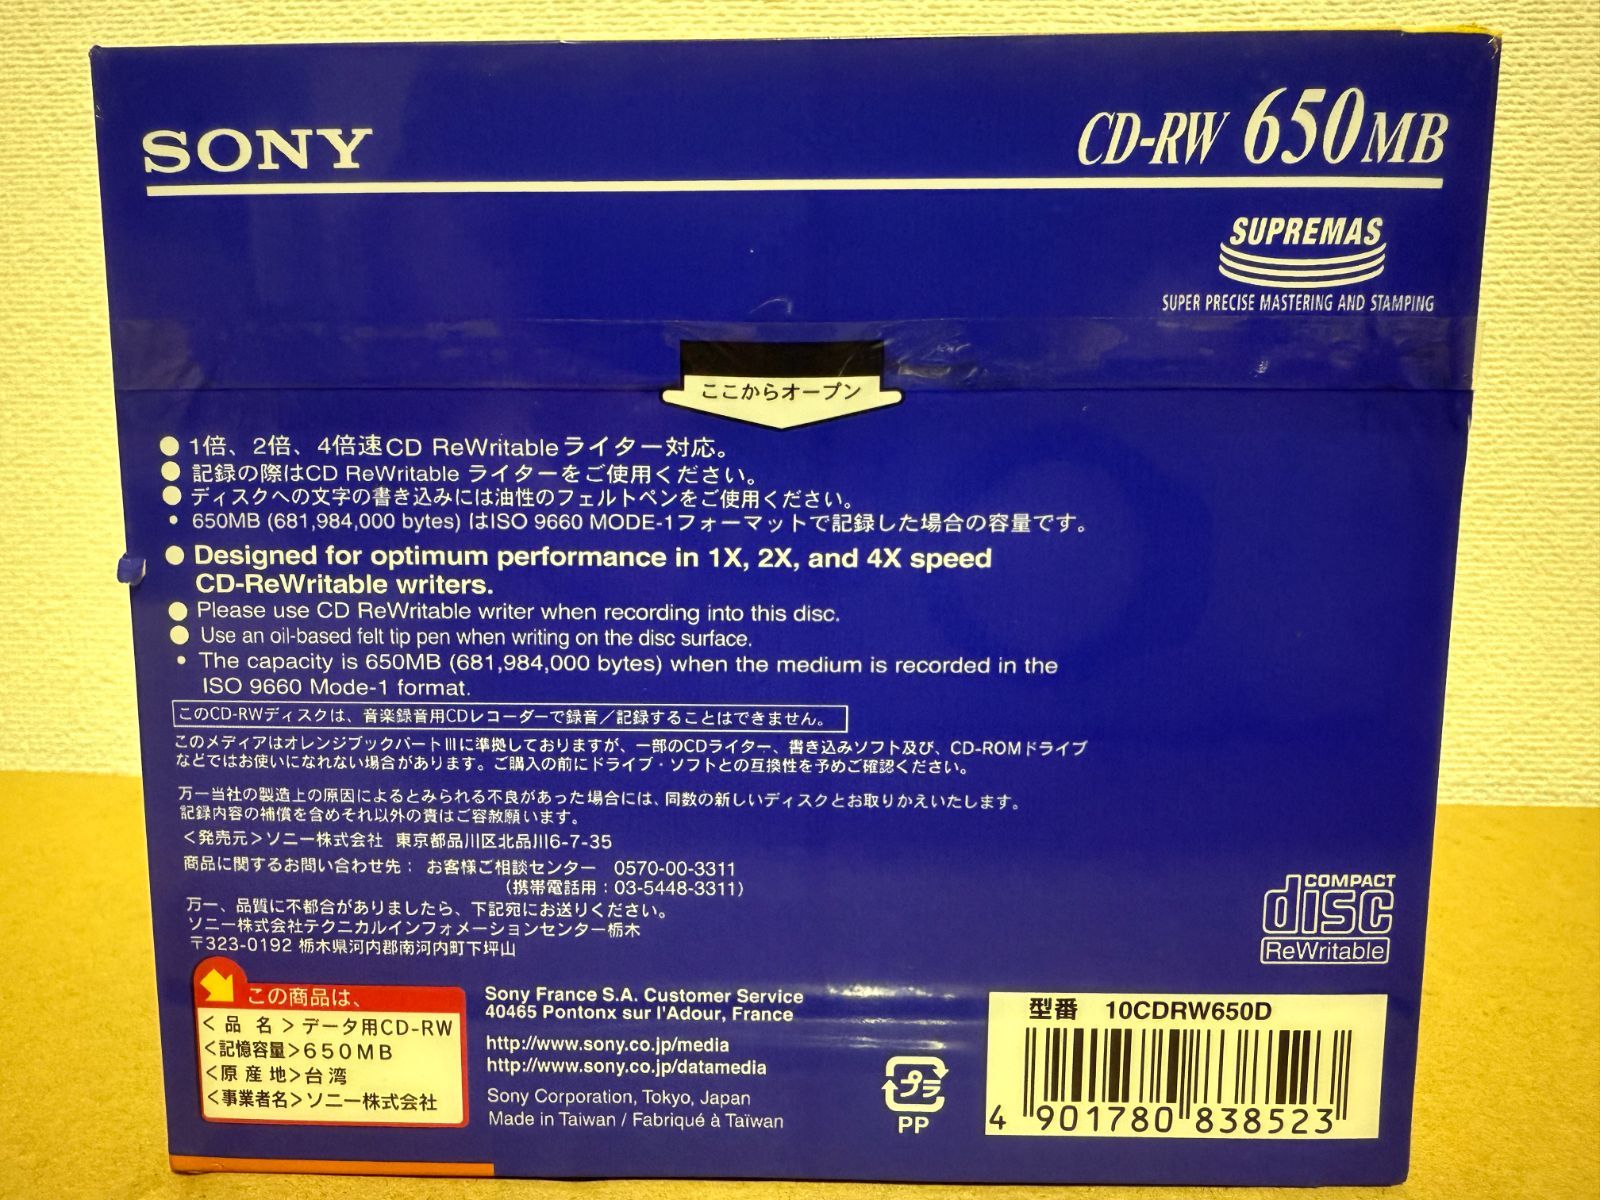 SONY
CD-RW 650MB
SUPREMAS
SUPER PRECISE MASTERING AND STAMPING
ここからオープン
● 1倍、2倍、4倍速CD ReWritableライター対応。
● 記録の際はCD ReWritable ライターをご使用ください。
● ディスクへの文字の書き込みには油性のフェルトペンをご使用ください。
• 650MB (681,984,000 bytes) はISO 9660 MODE-1フォーマットで記録した場合の容量です。
● Designed for optimum performance in 1X, 2X, and 4X speed
CD-ReWritable writers.
● Please use CD ReWritable writer when recording into this disc.
● Use an oil-based felt tip pen when writing on the disc surface.
• The capacity is 650MB (681,984,000 bytes) when the medium is recorded in the
ISO 9660 Mode-1 format.
このCD-RWディスクは、音楽録音用CDレコーダーで録音／記録することはできません。
このメディアはオレンジブックパートIIIに準拠しておりますが、一部のCDライター、書き込みソフト及び、CD-ROMドライブ
などではお使いになれない場合があります。ご購入の前にドライブ・ソフトとの互換性を予めご確認ください。
万一当社の製造上の原因によるとみられる不良があった場合には、同数の新しいディスクとお取りかえいたします。
記録内容の補償を含めそれ以外の責はご容赦願います。
＜発売元＞ソニー株式会社 東京都品川区北品川6-7-35
商品に関するお問い合わせ先： お客様ご相談センター 0570-00-3311
（携帯電話用：03-5448-3311）
万一、品質に不都合がありましたら、下記宛にお送りください。
ソニー株式会社テクニカルインフォメーションセンター栃木
〒323-0192 栃木県河内郡南河内町下坪山
この商品は、
＜品 名＞データ用CD-RW
＜記憶容量＞650MB
＜原 産 地＞台湾
＜事業者名＞ソニー株式会社
Sony France S.A. Customer Service
40465 Pontonx sur l'Adour, France
http://www.sony.co.jp/media
http://www.sony.co.jp/datamedia
Sony Corporation, Tokyo, Japan
Made in Taiwan / Fabriqué à Taïwan
プラ
PP
COMPACT
disc
ReWritable
型番 10CDRW650D
4 901780 838523